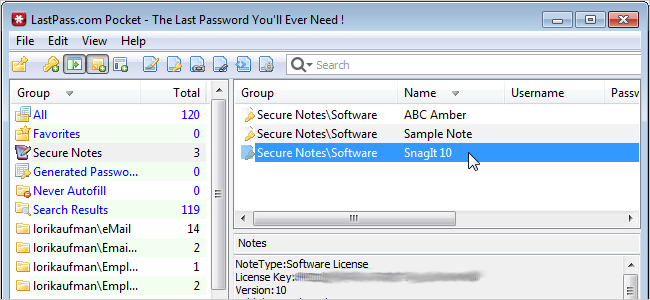 LastPass.com Pocket - The Last Password You'll Ever Need !
File Edit View Help
Search
Group Total
All 120
Favorites 0
Secure Notes 3
Generated Passwo... 0
Never Autofill 0
Search Results 119
lorikaufman\eMail 14
lorikaufman\Emai... 2
lorikaufman\Empl... 1
lorikaufman\Empl... 2
Group Name Username Passw
Secure Notes\Software ABC Amber
Secure Notes\Software Sample Note
Secure Notes\Software SnagIt 10
Notes
NoteType:Software License
License Key:
Version:10